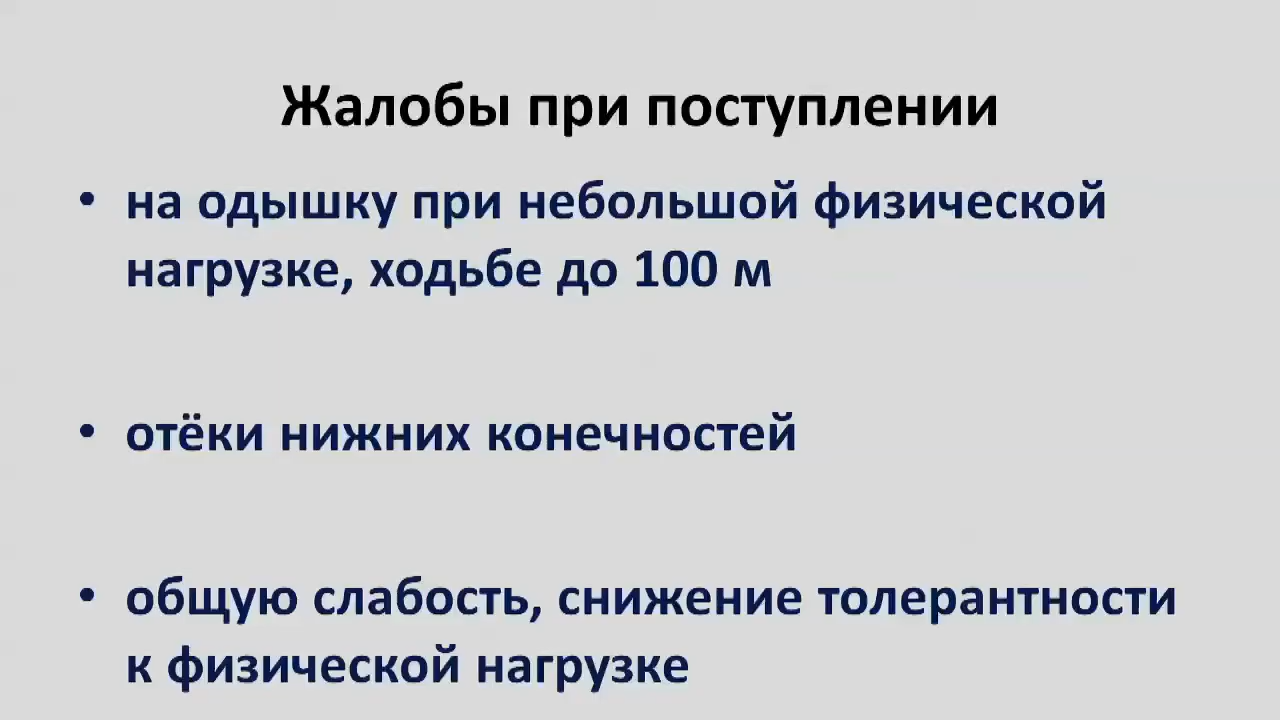 Жалобы при поступлении
• на одышку при небольшой физической
нагрузке, ходьбе до 100 м
• отёки нижних конечностей
• общую слабость, снижение толерантности
к физической нагрузке